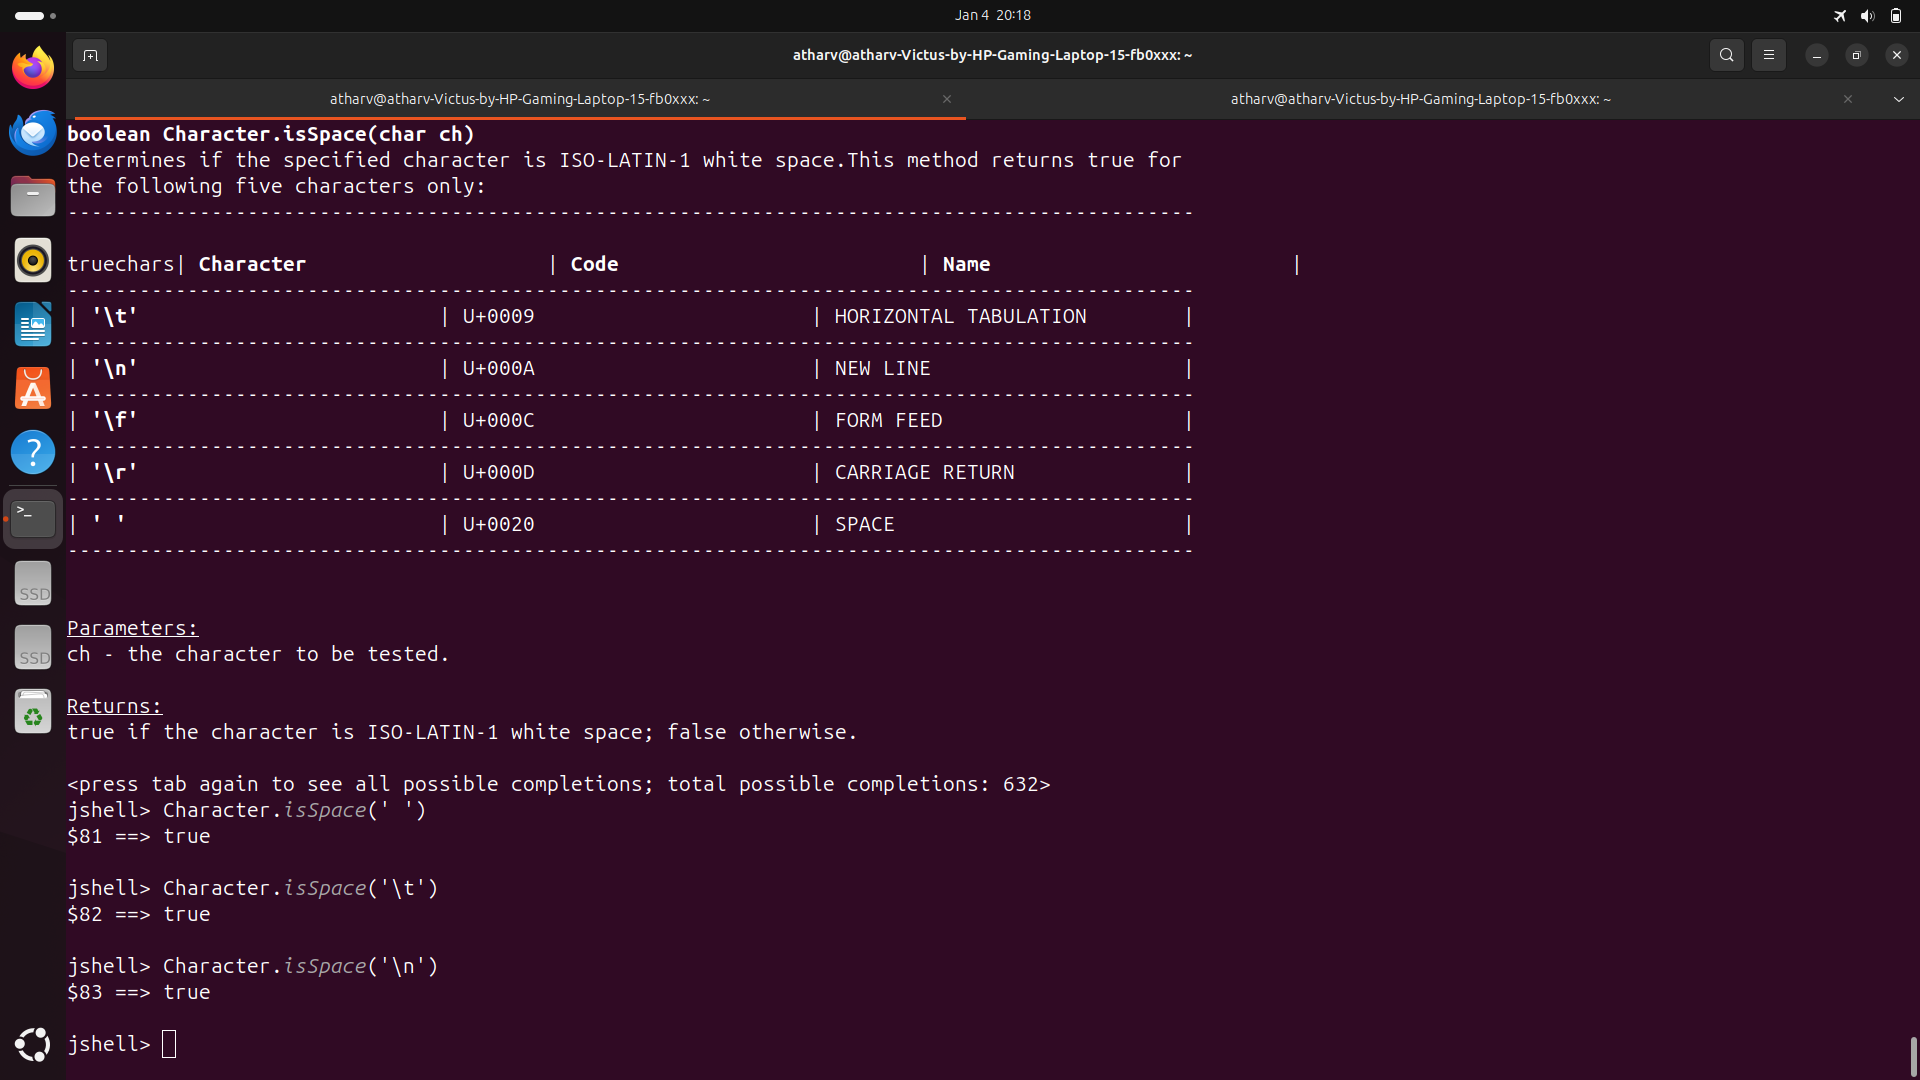 Jan 4 20:18
atharv@atharv-Victus-by-HP-Gaming-Laptop-15-fb0xxx: ~
atharv@atharv-Victus-by-HP-Gaming-Laptop-15-fb0xxx: ~ × atharv@atharv-Victus-by-HP-Gaming-Laptop-15-fb0xxx: ~ ×
boolean Character.isSpace(char ch)
Determines if the specified character is ISO-LATIN-1 white space.This method returns true for
the following five characters only:
----------------------------------------------------------------------------------------------
truechars| Character | Code | Name |
----------------------------------------------------------------------------------------------
| '\t' | U+0009 | HORIZONTAL TABULATION |
----------------------------------------------------------------------------------------------
| '\n' | U+000A | NEW LINE |
----------------------------------------------------------------------------------------------
| '\f' | U+000C | FORM FEED |
----------------------------------------------------------------------------------------------
| '\r' | U+000D | CARRIAGE RETURN |
----------------------------------------------------------------------------------------------
| ' ' | U+0020 | SPACE |
----------------------------------------------------------------------------------------------
Parameters:
ch - the character to be tested.
Returns:
true if the character is ISO-LATIN-1 white space; false otherwise.
<press tab again to see all possible completions; total possible completions: 632>
jshell> Character.isSpace(' ')
$81 ==> true
jshell> Character.isSpace('\t')
$82 ==> true
jshell> Character.isSpace('\n')
$83 ==> true
jshell>
>_
SSD
SSD